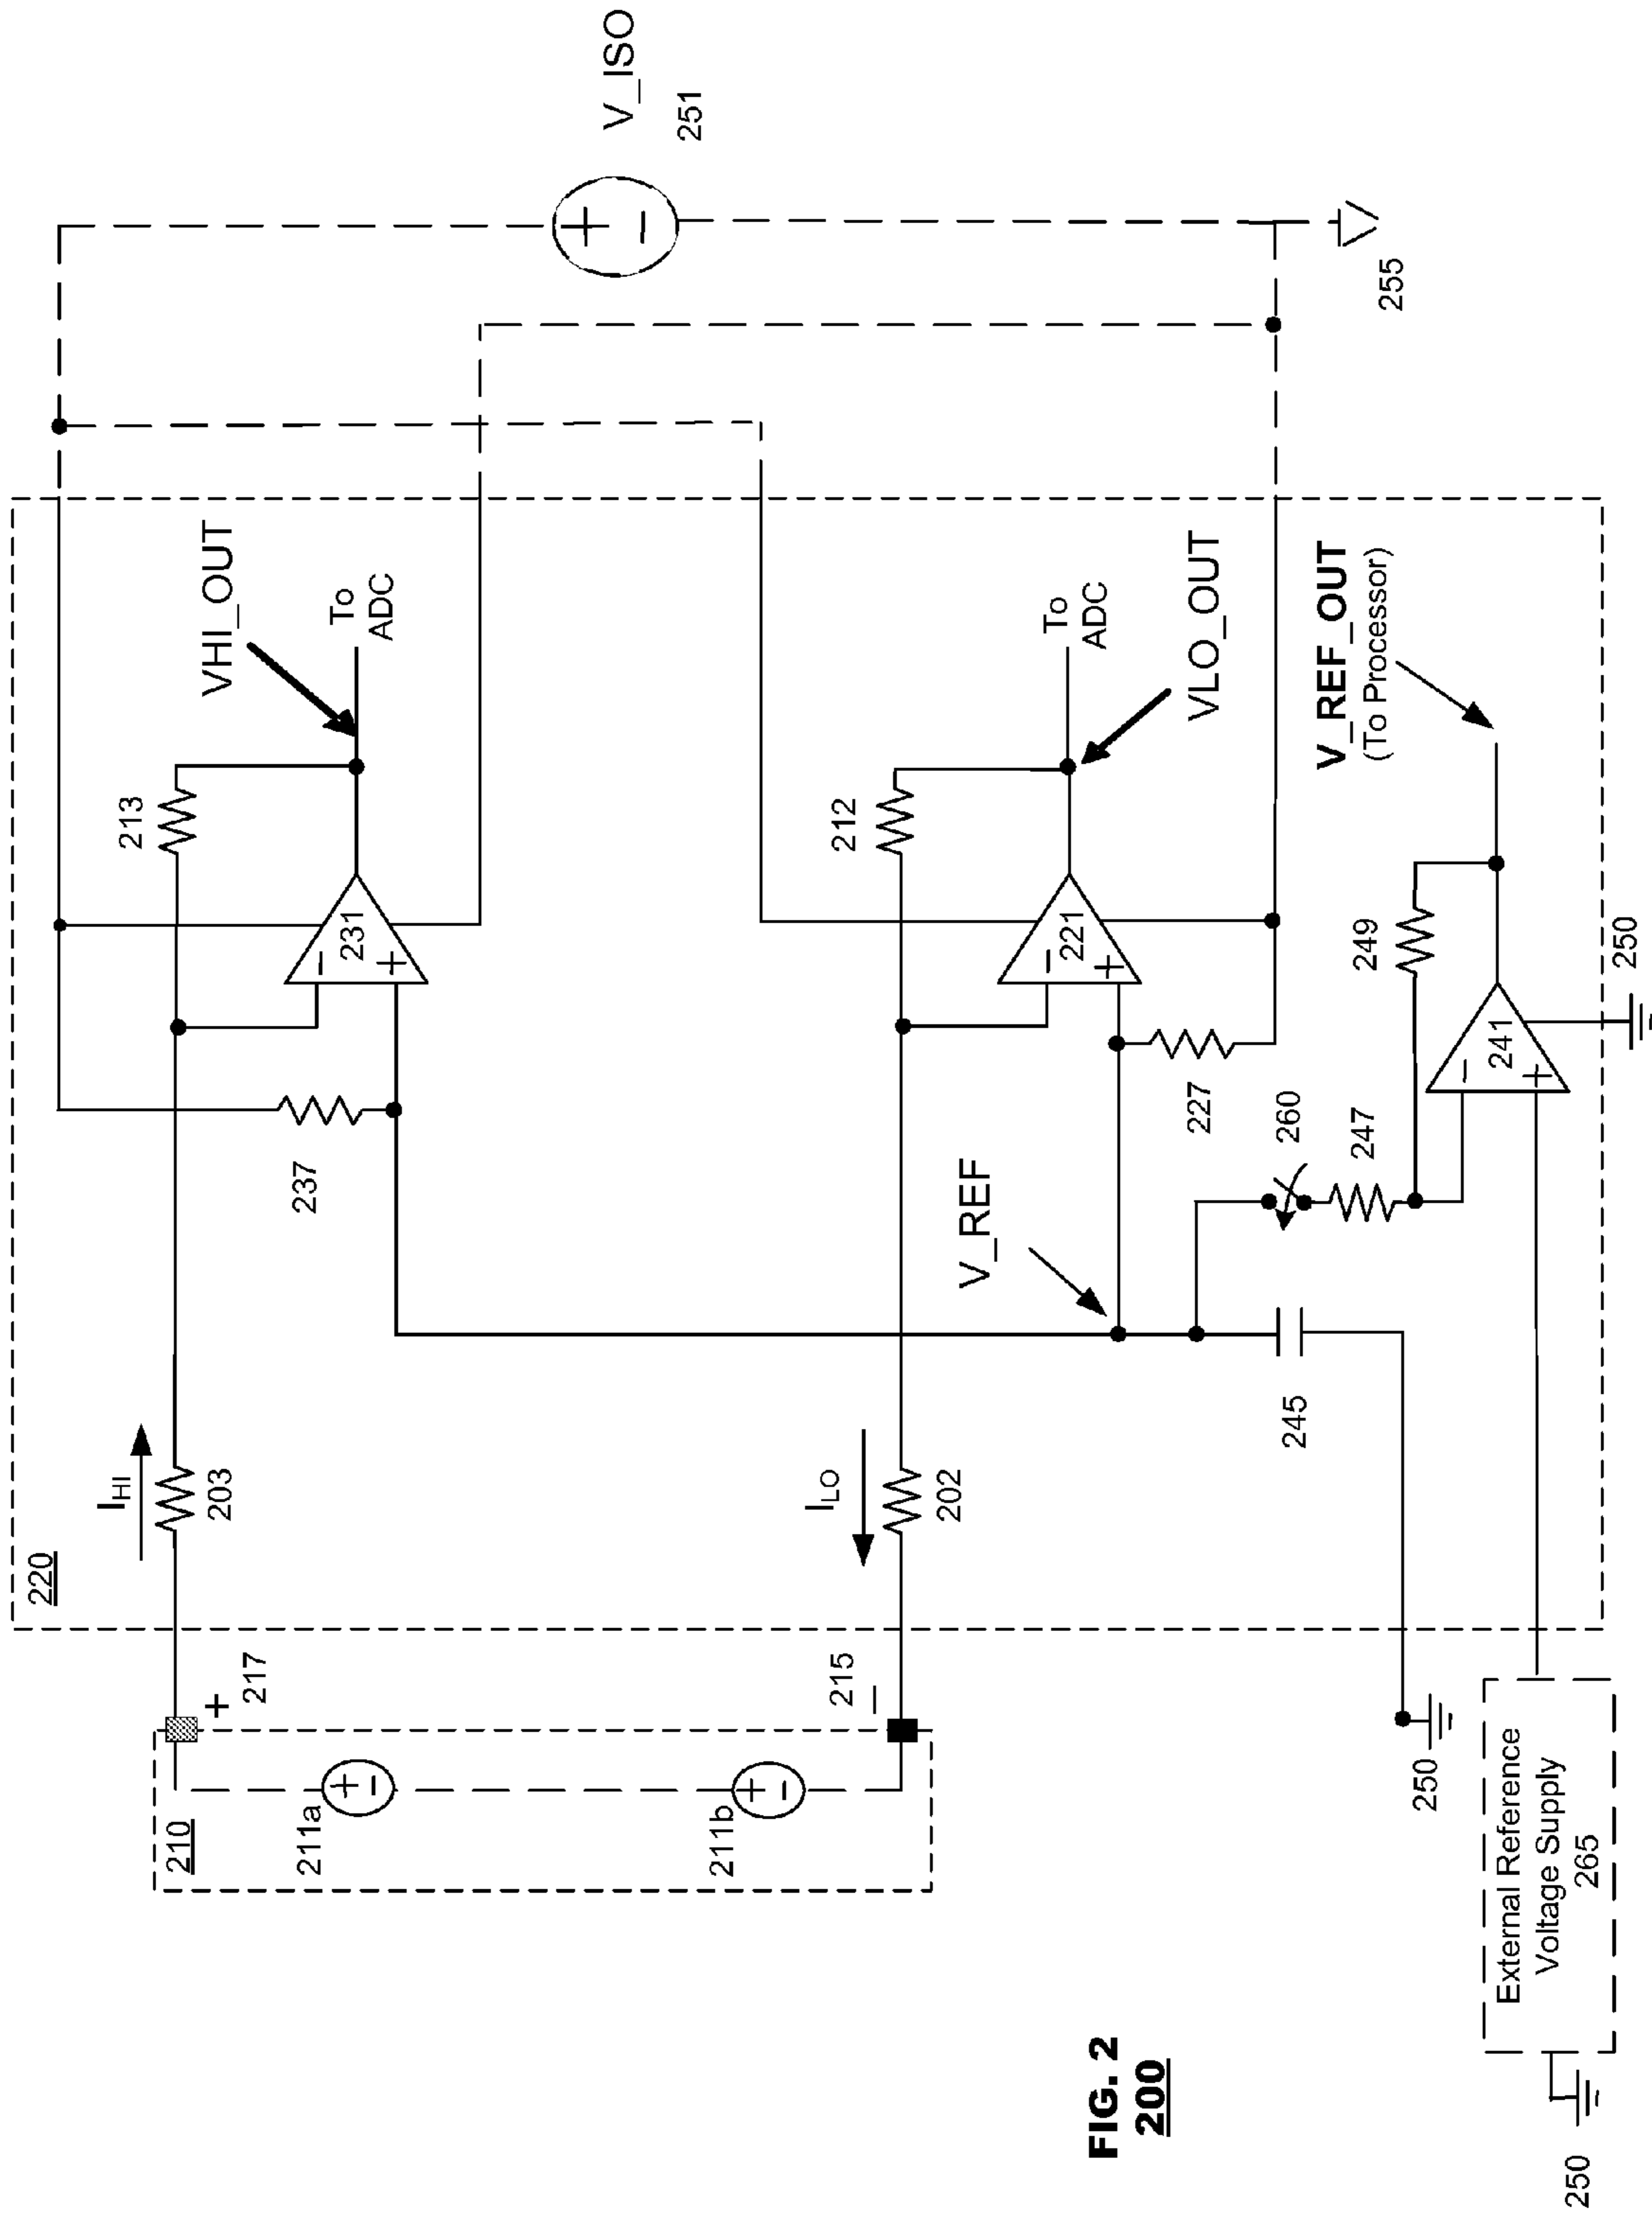 220
I_HI
203
213
VHI_OUT
To
ADC
231
237
+
217
210
211a
211b
215
−
I_LO
202
212
221
To
ADC
VLO_OUT
V_REF
227
V_ISO
251
255
260
247
249
241
245
250
250
V_REF_OUT
(To Processor)
External Reference
Voltage Supply
265
250
FIG. 2
200